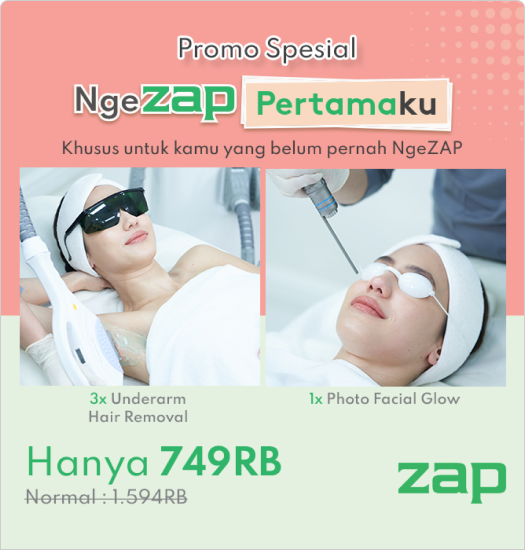 Promo Spesial
NgeZAP Pertamaku
Khusus untuk kamu yang belum pernah NgeZAP
3x Underarm
Hair Removal
1x Photo Facial Glow
Hanya 749RB
Normal : 1.594RB
zap